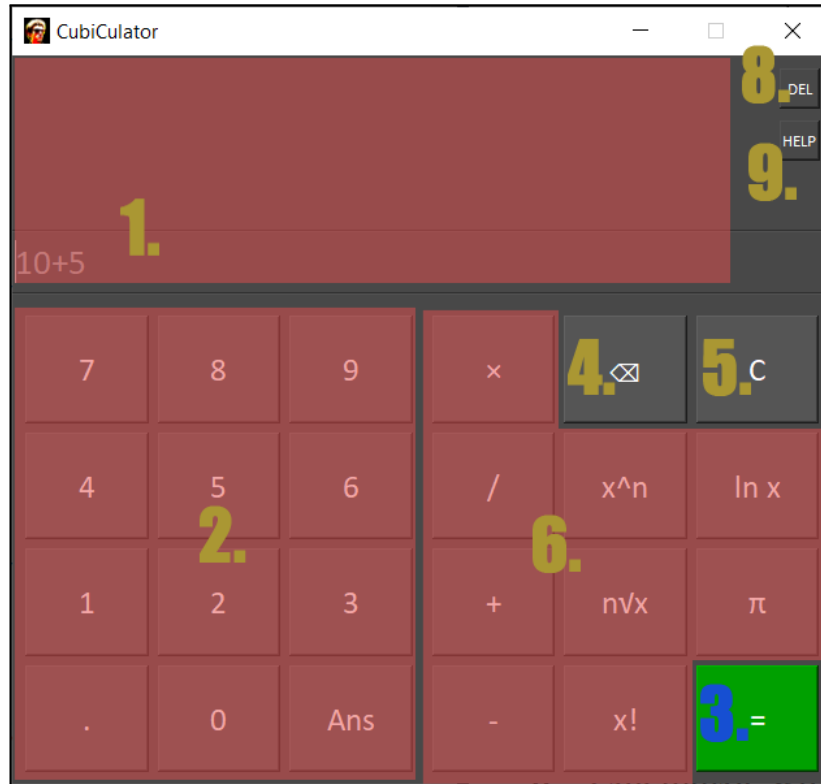 CubiCulator
8.
DEL
HELP
9.
1.
10+5
7 8 9 × 4. ⌫ 5. C
4 5 6 / x^n ln x
2. 6.
1 2 3 + n√x π
. 0 Ans - x! 3. =